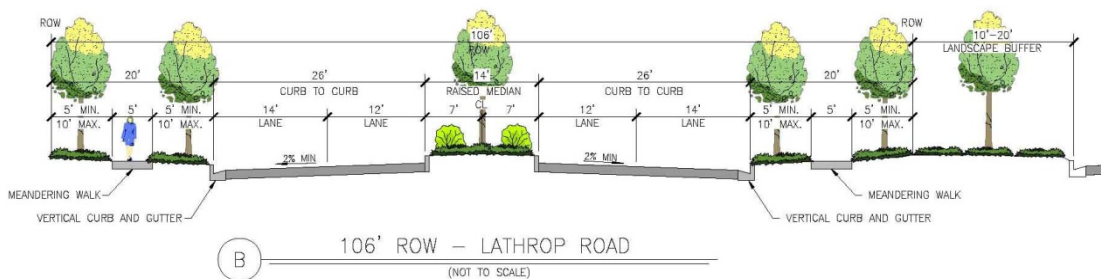 ROW
ROW
106'
ROW
10'-20'
LANDSCAPE BUFFER
20'
26'
CURB TO CURB
14'
RAISED MEDIAN
26'
CURB TO CURB
20'
5' MIN.
10' MAX.
5'
5' MIN.
10' MAX.
14'
LANE
12'
LANE
7'
CL
7'
12'
LANE
14'
LANE
5' MIN.
10' MAX.
5'
5' MIN.
10' MAX.
2% MIN
2% MIN
MEANDERING WALK
MEANDERING WALK
VERTICAL CURB AND GUTTER
VERTICAL CURB AND GUTTER
B
106' ROW – LATHROP ROAD
(NOT TO SCALE)